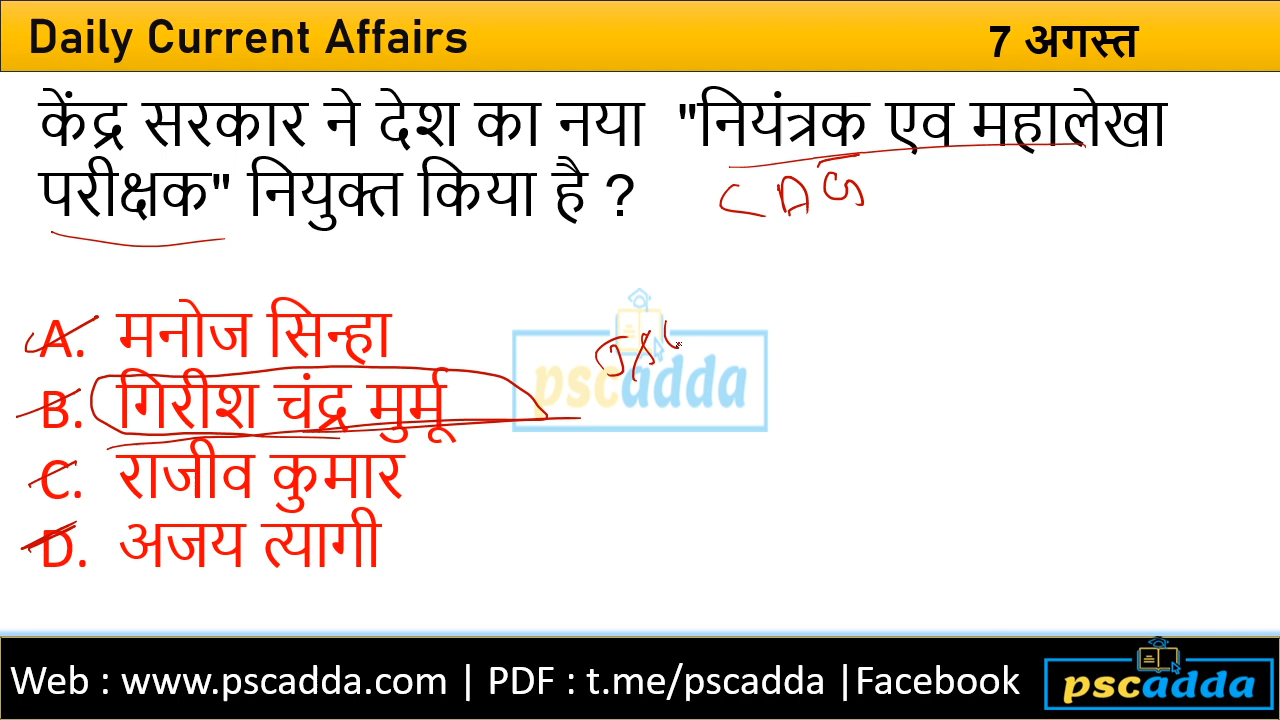 Daily Current Affairs
7 अगस्त
केंद्र सरकार ने देश का नया "नियंत्रक एव महालेखा
परीक्षक" नियुक्त किया है ?
CAG
A. मनोज सिन्हा
B. गिरीश चंद्र मुर्मू
C. राजीव कुमार
D. अजय त्यागी
pscadda
Web : www.pscadda.com | PDF : t.me/pscadda |Facebook
pscadda